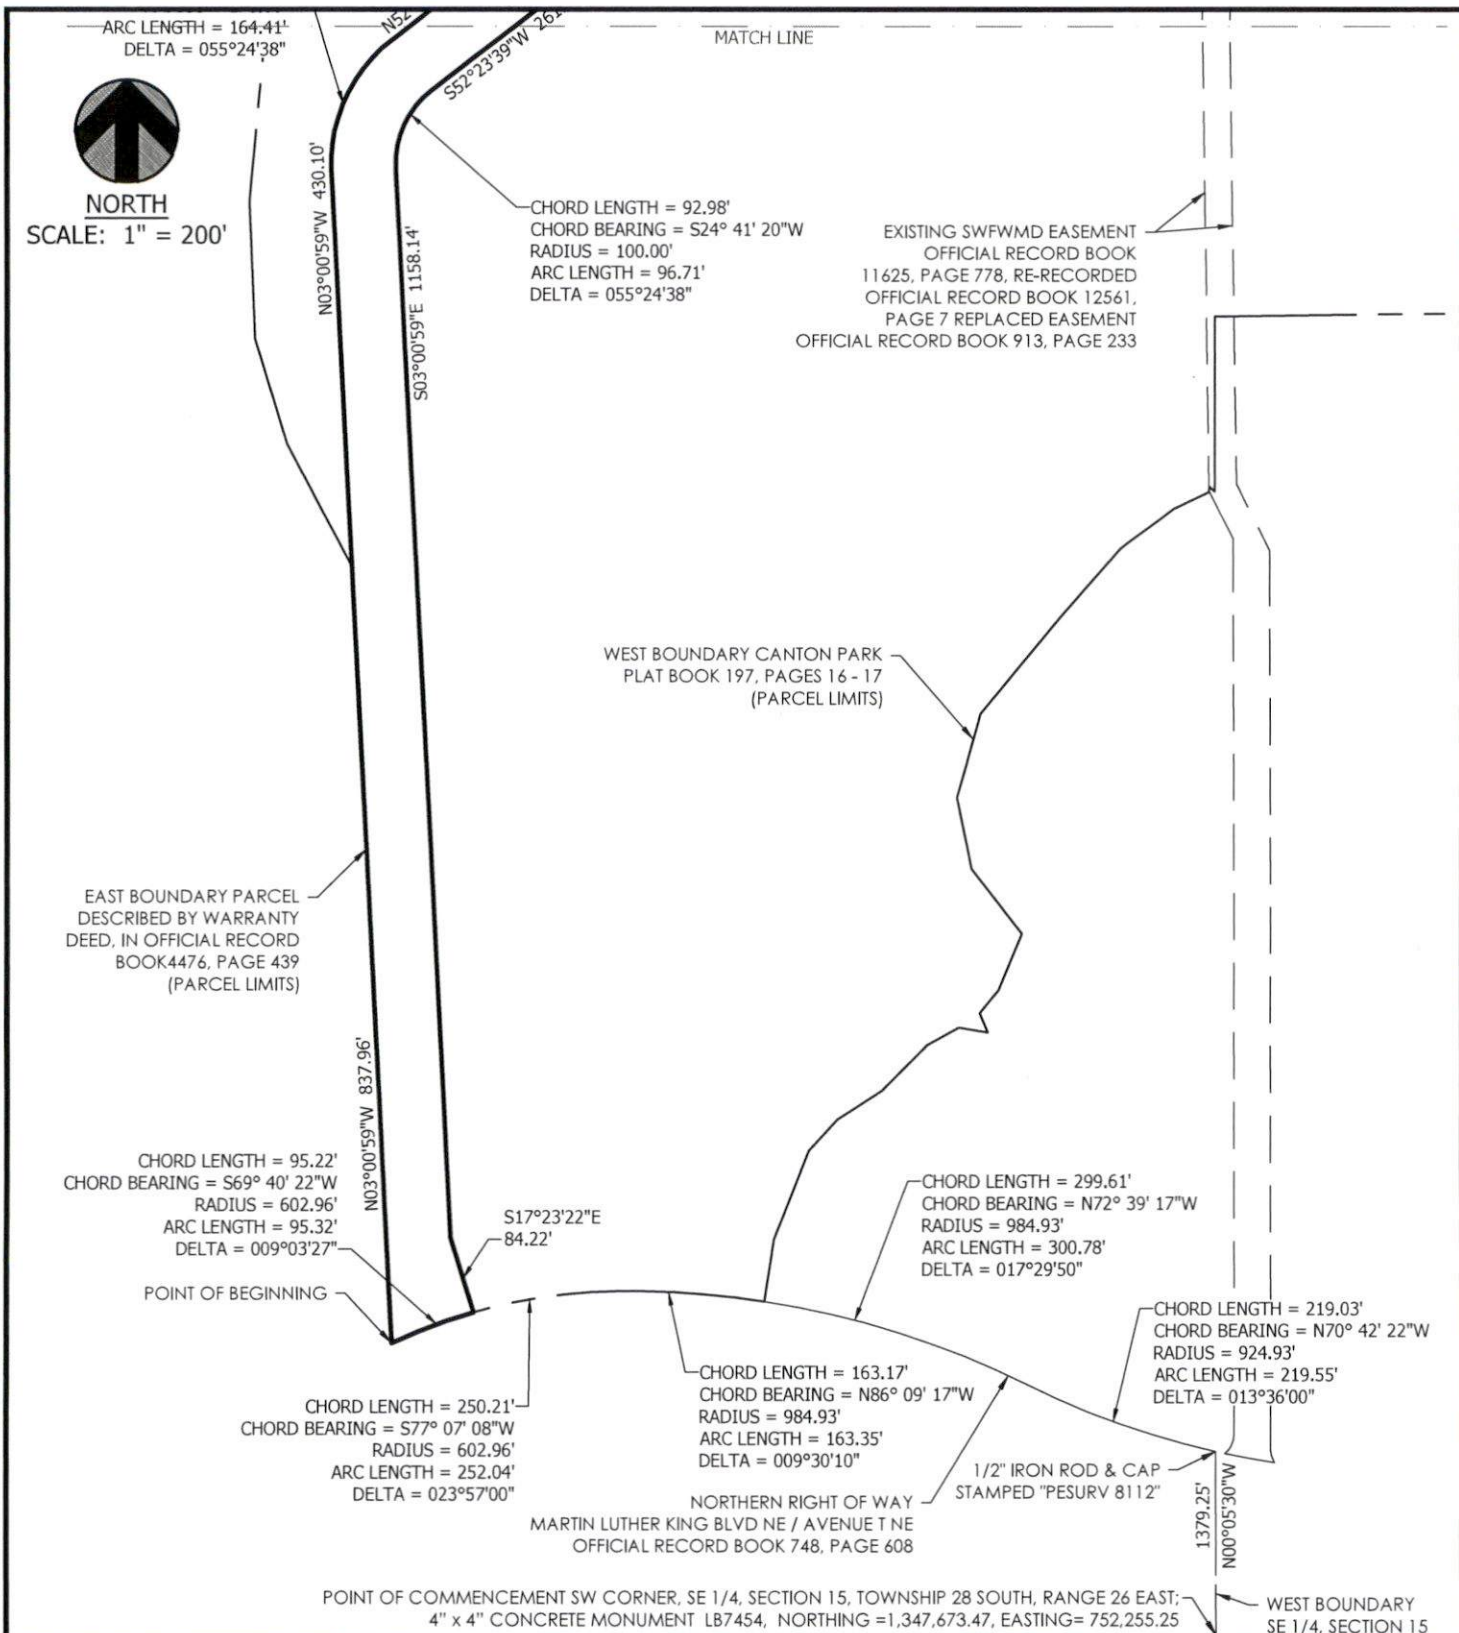 ARC LENGTH = 164.41'
DELTA = 055°24'38"
N52
S52°23'39"W 261
MATCH LINE
NORTH
SCALE: 1" = 200'
N03°00'59"W 430.10'
S03°00'59"E 1158.14'
CHORD LENGTH = 92.98'
CHORD BEARING = S24° 41' 20"W
RADIUS = 100.00'
ARC LENGTH = 96.71'
DELTA = 055°24'38"
EXISTING SWFWMD EASEMENT
OFFICIAL RECORD BOOK
11625, PAGE 778, RE-RECORDED
OFFICIAL RECORD BOOK 12561,
PAGE 7 REPLACED EASEMENT
OFFICIAL RECORD BOOK 913, PAGE 233
WEST BOUNDARY CANTON PARK
PLAT BOOK 197, PAGES 16 - 17
(PARCEL LIMITS)
EAST BOUNDARY PARCEL
DESCRIBED BY WARRANTY
DEED, IN OFFICIAL RECORD
BOOK4476, PAGE 439
(PARCEL LIMITS)
N03°00'59"W 837.96'
CHORD LENGTH = 95.22'
CHORD BEARING = S69° 40' 22"W
RADIUS = 602.96'
ARC LENGTH = 95.32'
DELTA = 009°03'27"
POINT OF BEGINNING
S17°23'22"E
84.22'
CHORD LENGTH = 299.61'
CHORD BEARING = N72° 39' 17"W
RADIUS = 984.93'
ARC LENGTH = 300.78'
DELTA = 017°29'50"
CHORD LENGTH = 219.03'
CHORD BEARING = N70° 42' 22"W
RADIUS = 924.93'
ARC LENGTH = 219.55'
DELTA = 013°36'00"
CHORD LENGTH = 250.21'
CHORD BEARING = S77° 07' 08"W
RADIUS = 602.96'
ARC LENGTH = 252.04'
DELTA = 023°57'00"
CHORD LENGTH = 163.17'
CHORD BEARING = N86° 09' 17"W
RADIUS = 984.93'
ARC LENGTH = 163.35'
DELTA = 009°30'10"
1/2" IRON ROD & CAP
STAMPED "PESURV 8112"
NORTHERN RIGHT OF WAY
MARTIN LUTHER KING BLVD NE / AVENUE T NE
OFFICIAL RECORD BOOK 748, PAGE 608
1379.25'
N00°05'30"W
POINT OF COMMENCEMENT SW CORNER, SE 1/4, SECTION 15, TOWNSHIP 28 SOUTH, RANGE 26 EAST;
4" x 4" CONCRETE MONUMENT LB7454, NORTHING =1,347,673.47, EASTING= 752,255.25
WEST BOUNDARY
SE 1/4, SECTION 15